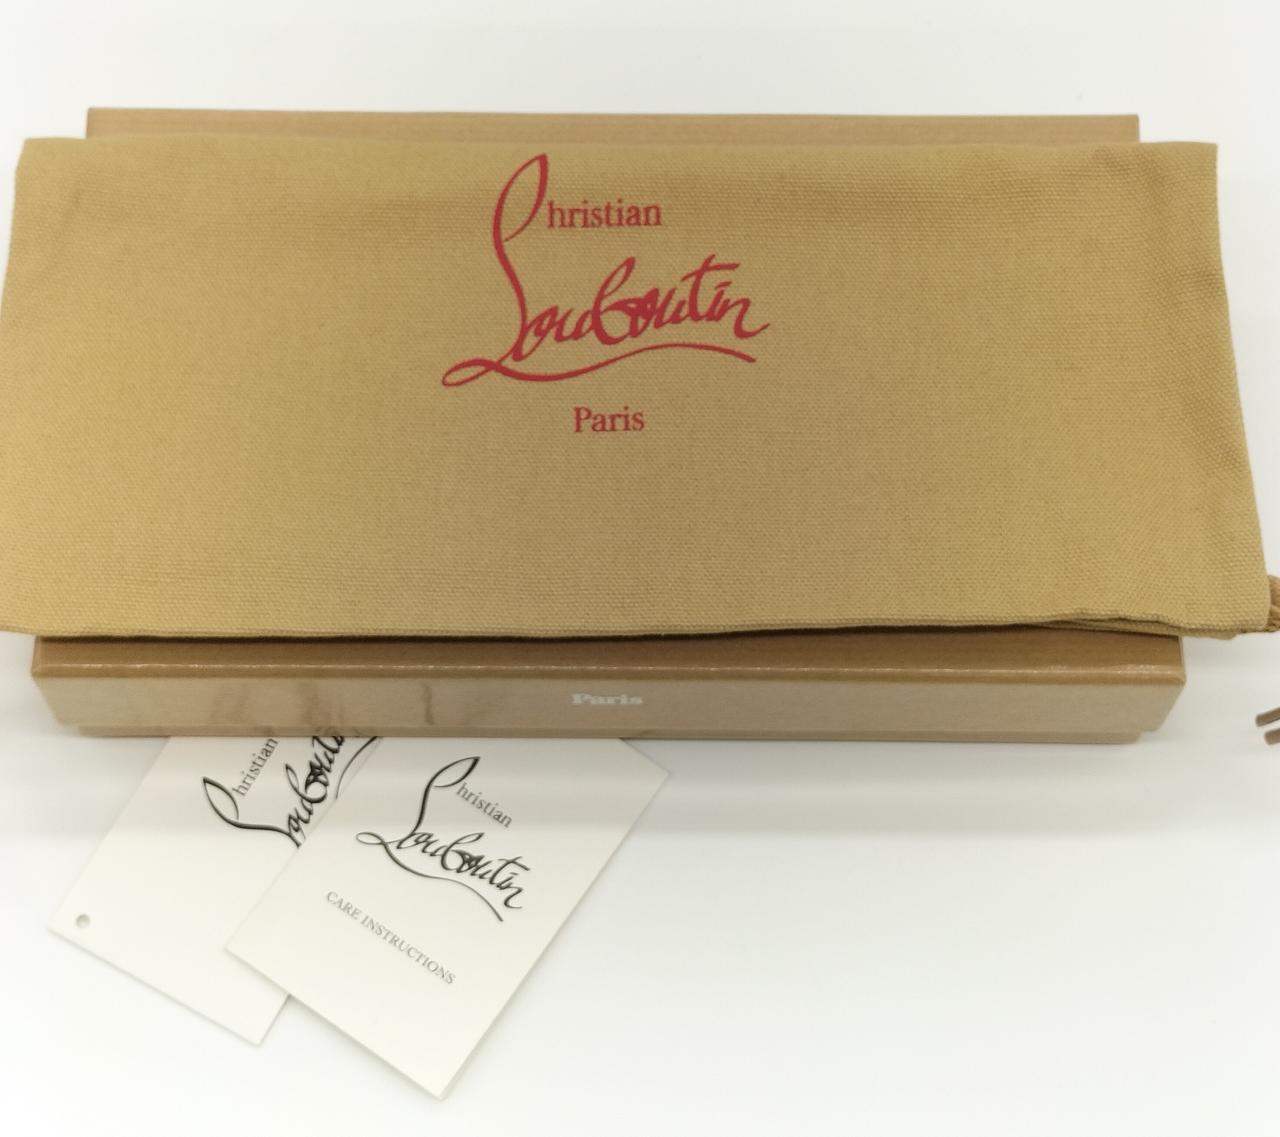 Christian
Louboutin
Paris
Paris
Christian
Louboutin
Christian
Louboutin
CARE INSTRUCTIONS